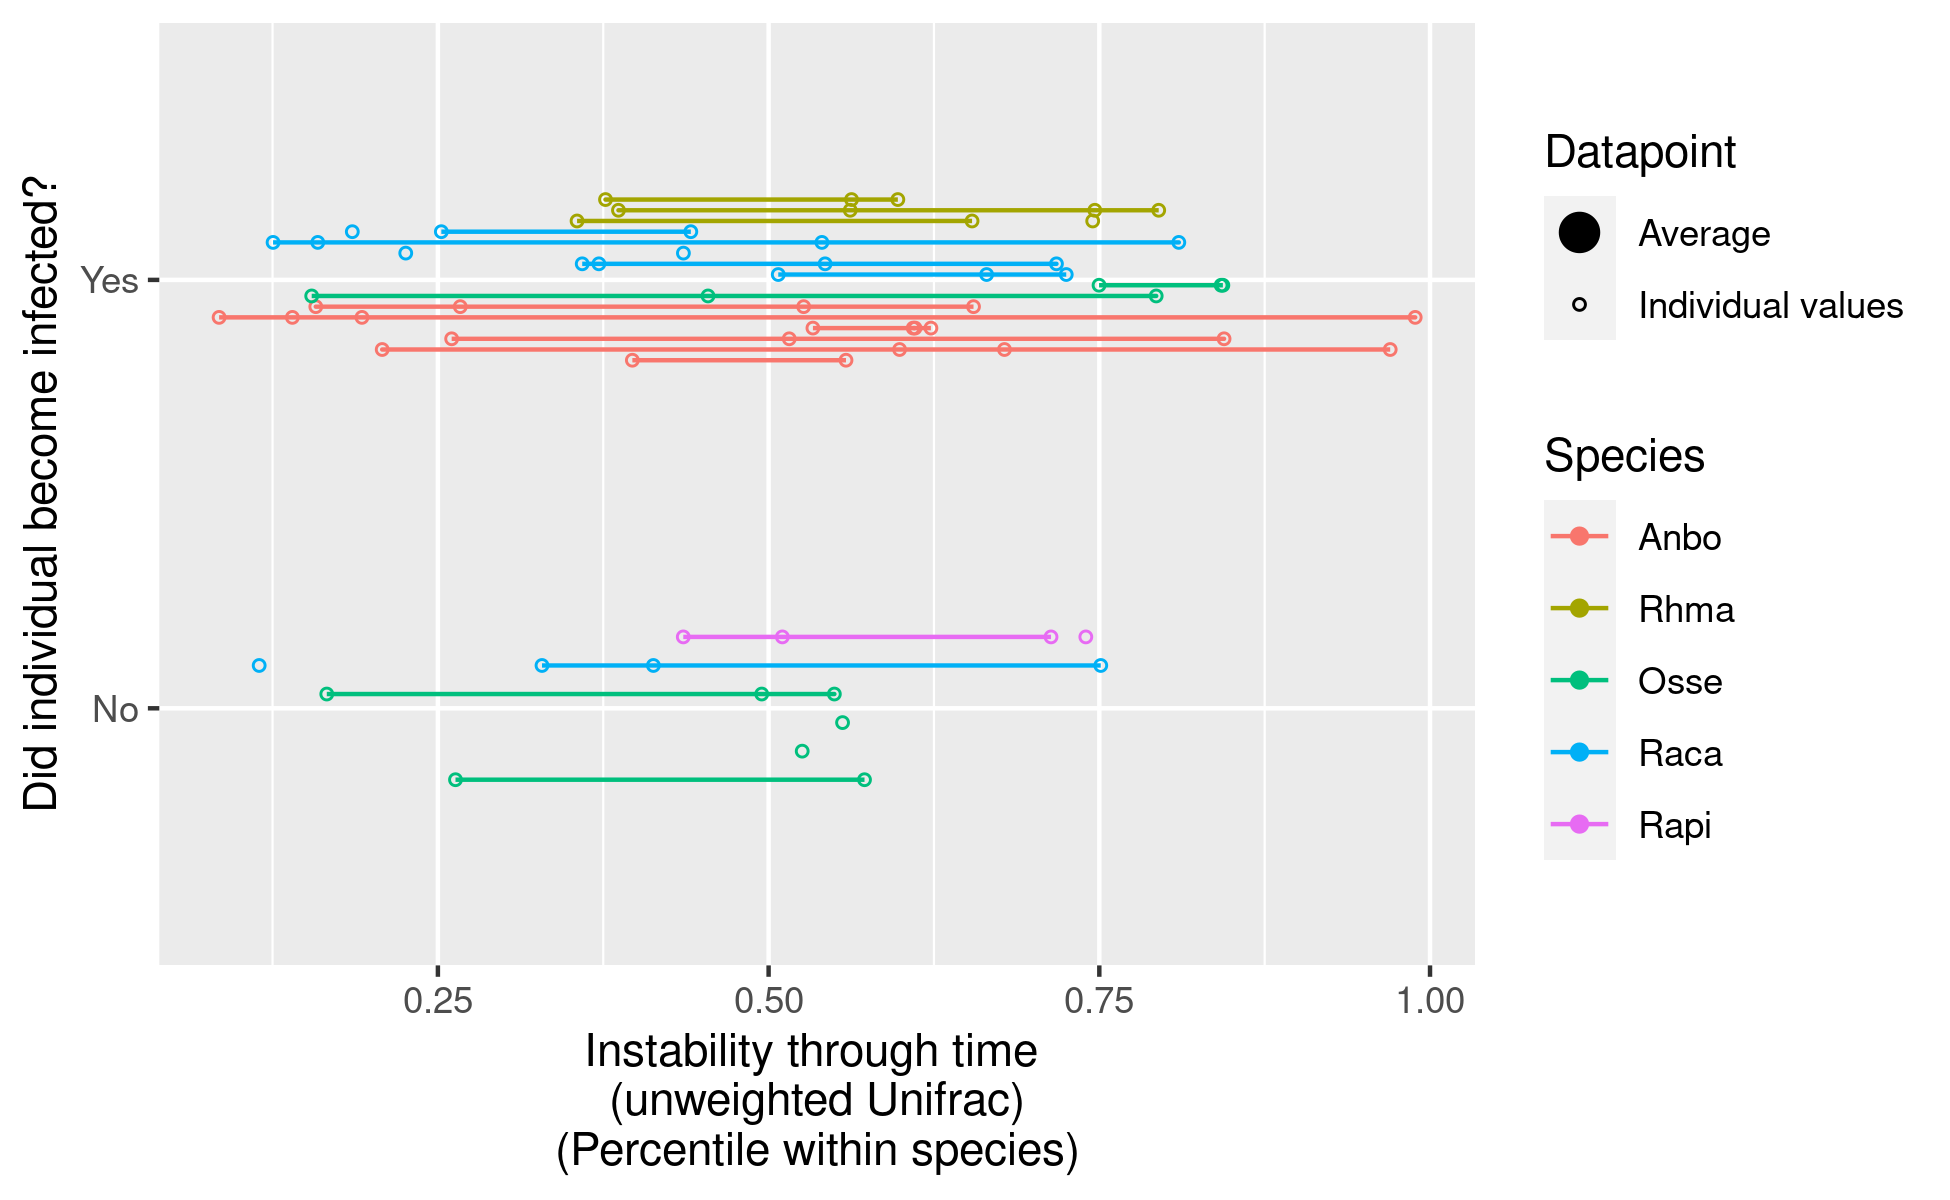 Did individual become infected?
Yes
No
0.25
0.50
0.75
1.00
Instability through time
(unweighted Unifrac)
(Percentile within species)
Datapoint
Average
Individual values
Species
Anbo
Rhma
Osse
Raca
Rapi